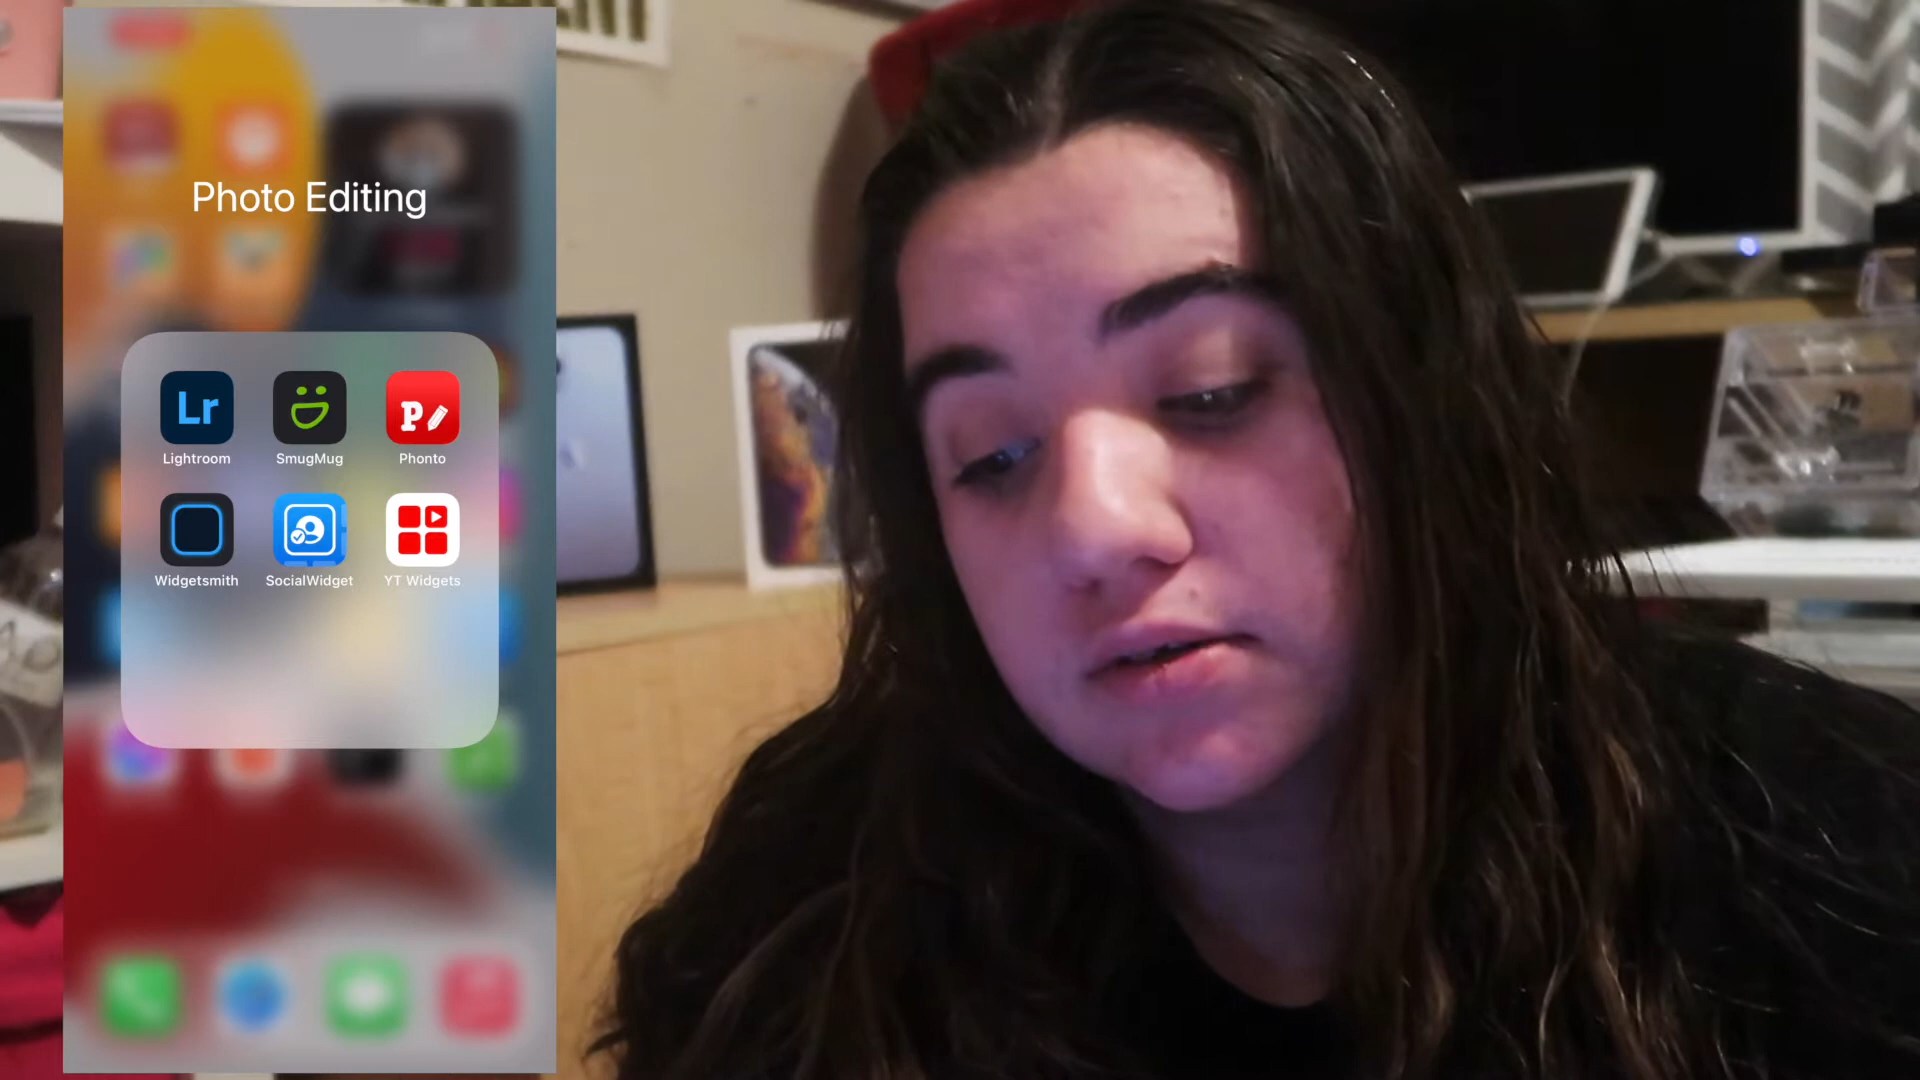 Photo Editing
Lr
P
Lightroom SmugMug Phonto
Widgetsmith SocialWidget YT Widgets